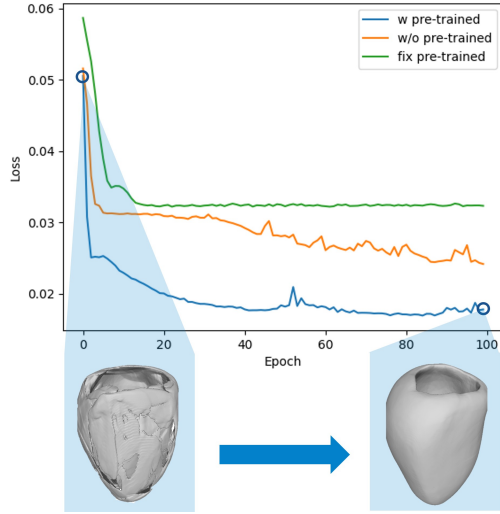 0.06
0.05
0.04
0.03
0.02
Loss
w pre-trained
w/o pre-trained
fix pre-trained
0 20 40 60 80 100
Epoch